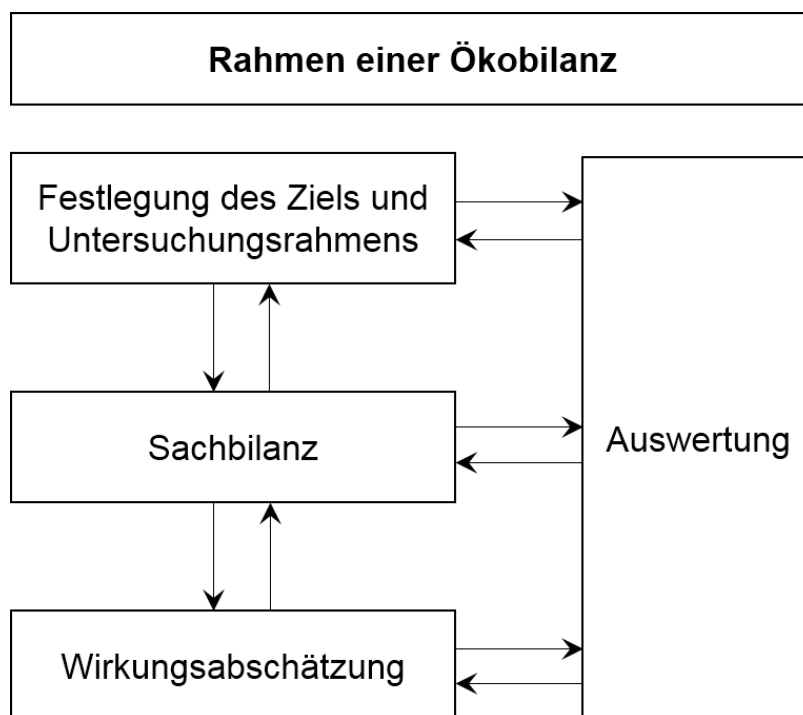 Rahmen einer Ökobilanz
Festlegung des Ziels und
Untersuchungsrahmens
Sachbilanz
Auswertung
Wirkungsabschätzung